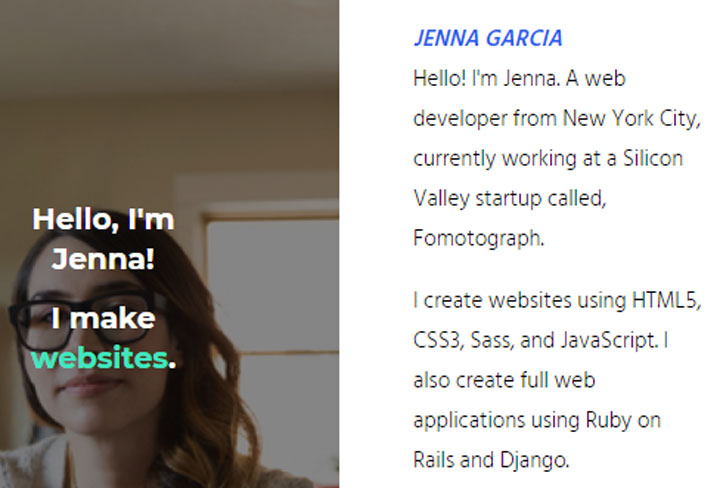 Hello, I'm
Jenna!
I make
websites.
JENNA GARCIA
Hello! I'm Jenna. A web
developer from New York City,
currently working at a Silicon
Valley startup called,
Fomotograph.
I create websites using HTML5,
CSS3, Sass, and JavaScript. I
also create full web
applications using Ruby on
Rails and Django.